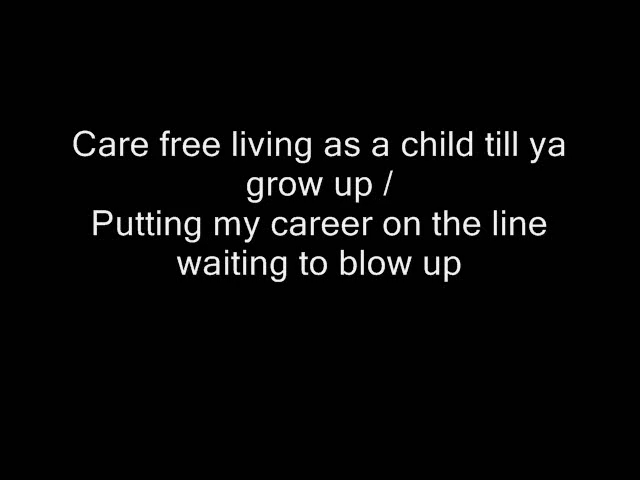 Care free living as a child till ya
grow up /
Putting my career on the line
waiting to blow up